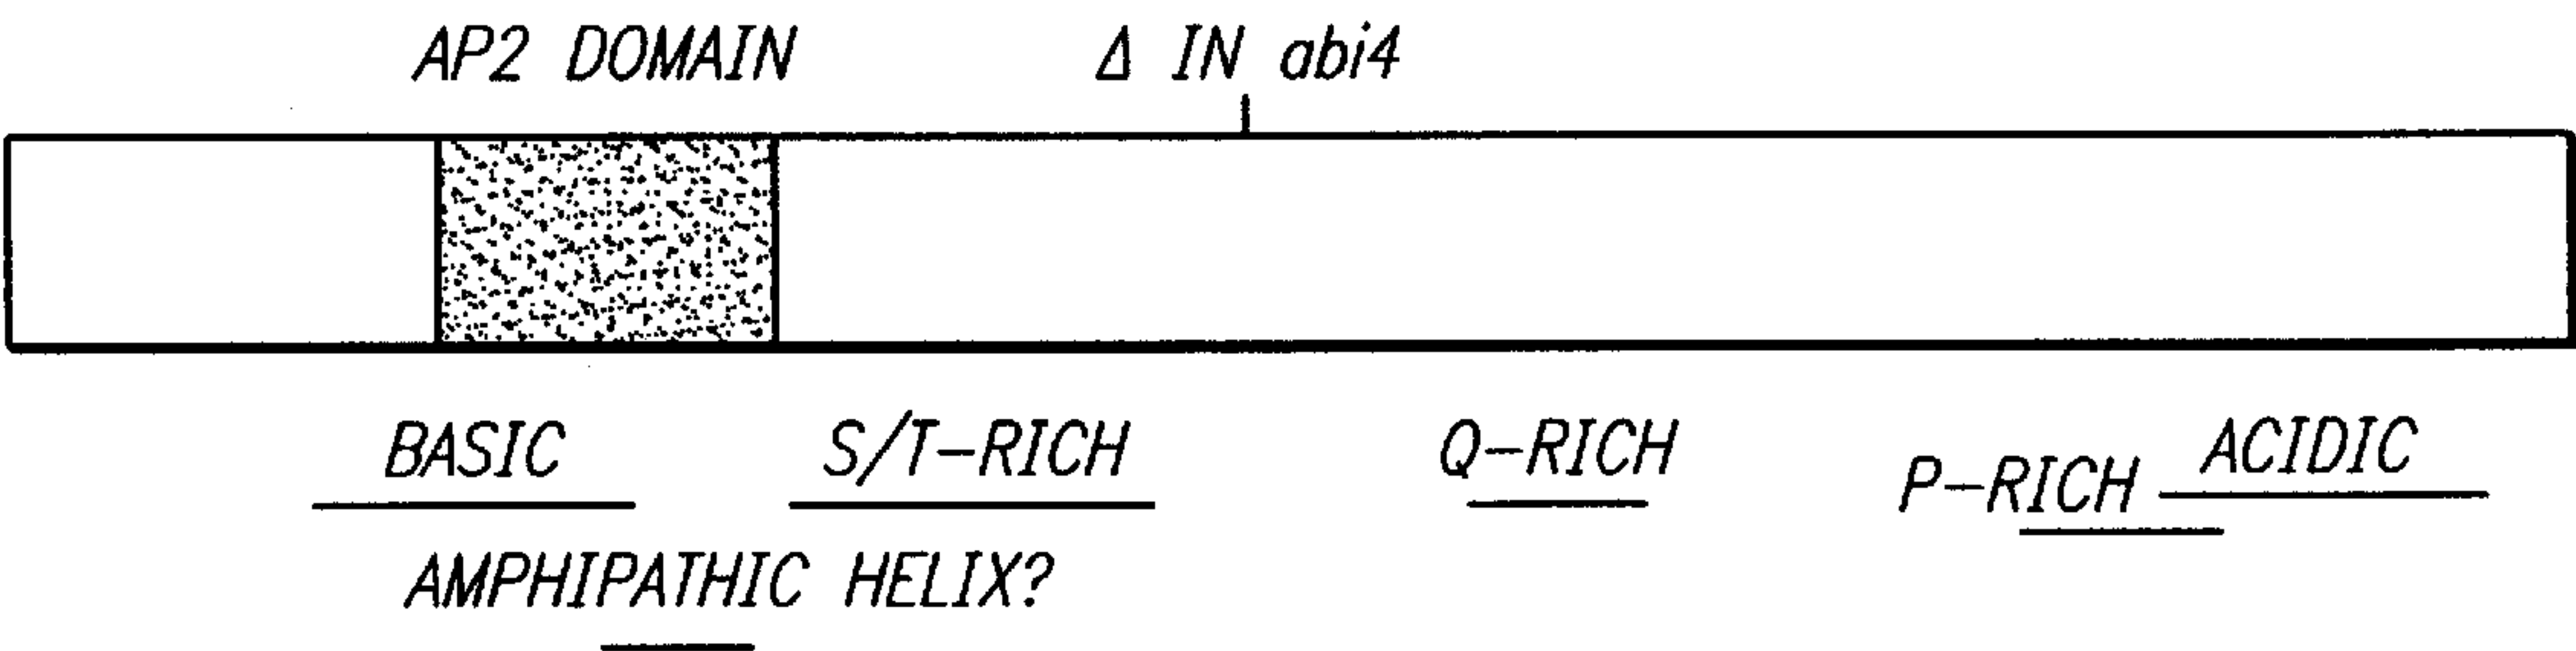 AP2 DOMAIN Δ IN abi4
BASIC S/T-RICH Q-RICH P-RICH ACIDIC
AMPHIPATHIC HELIX?